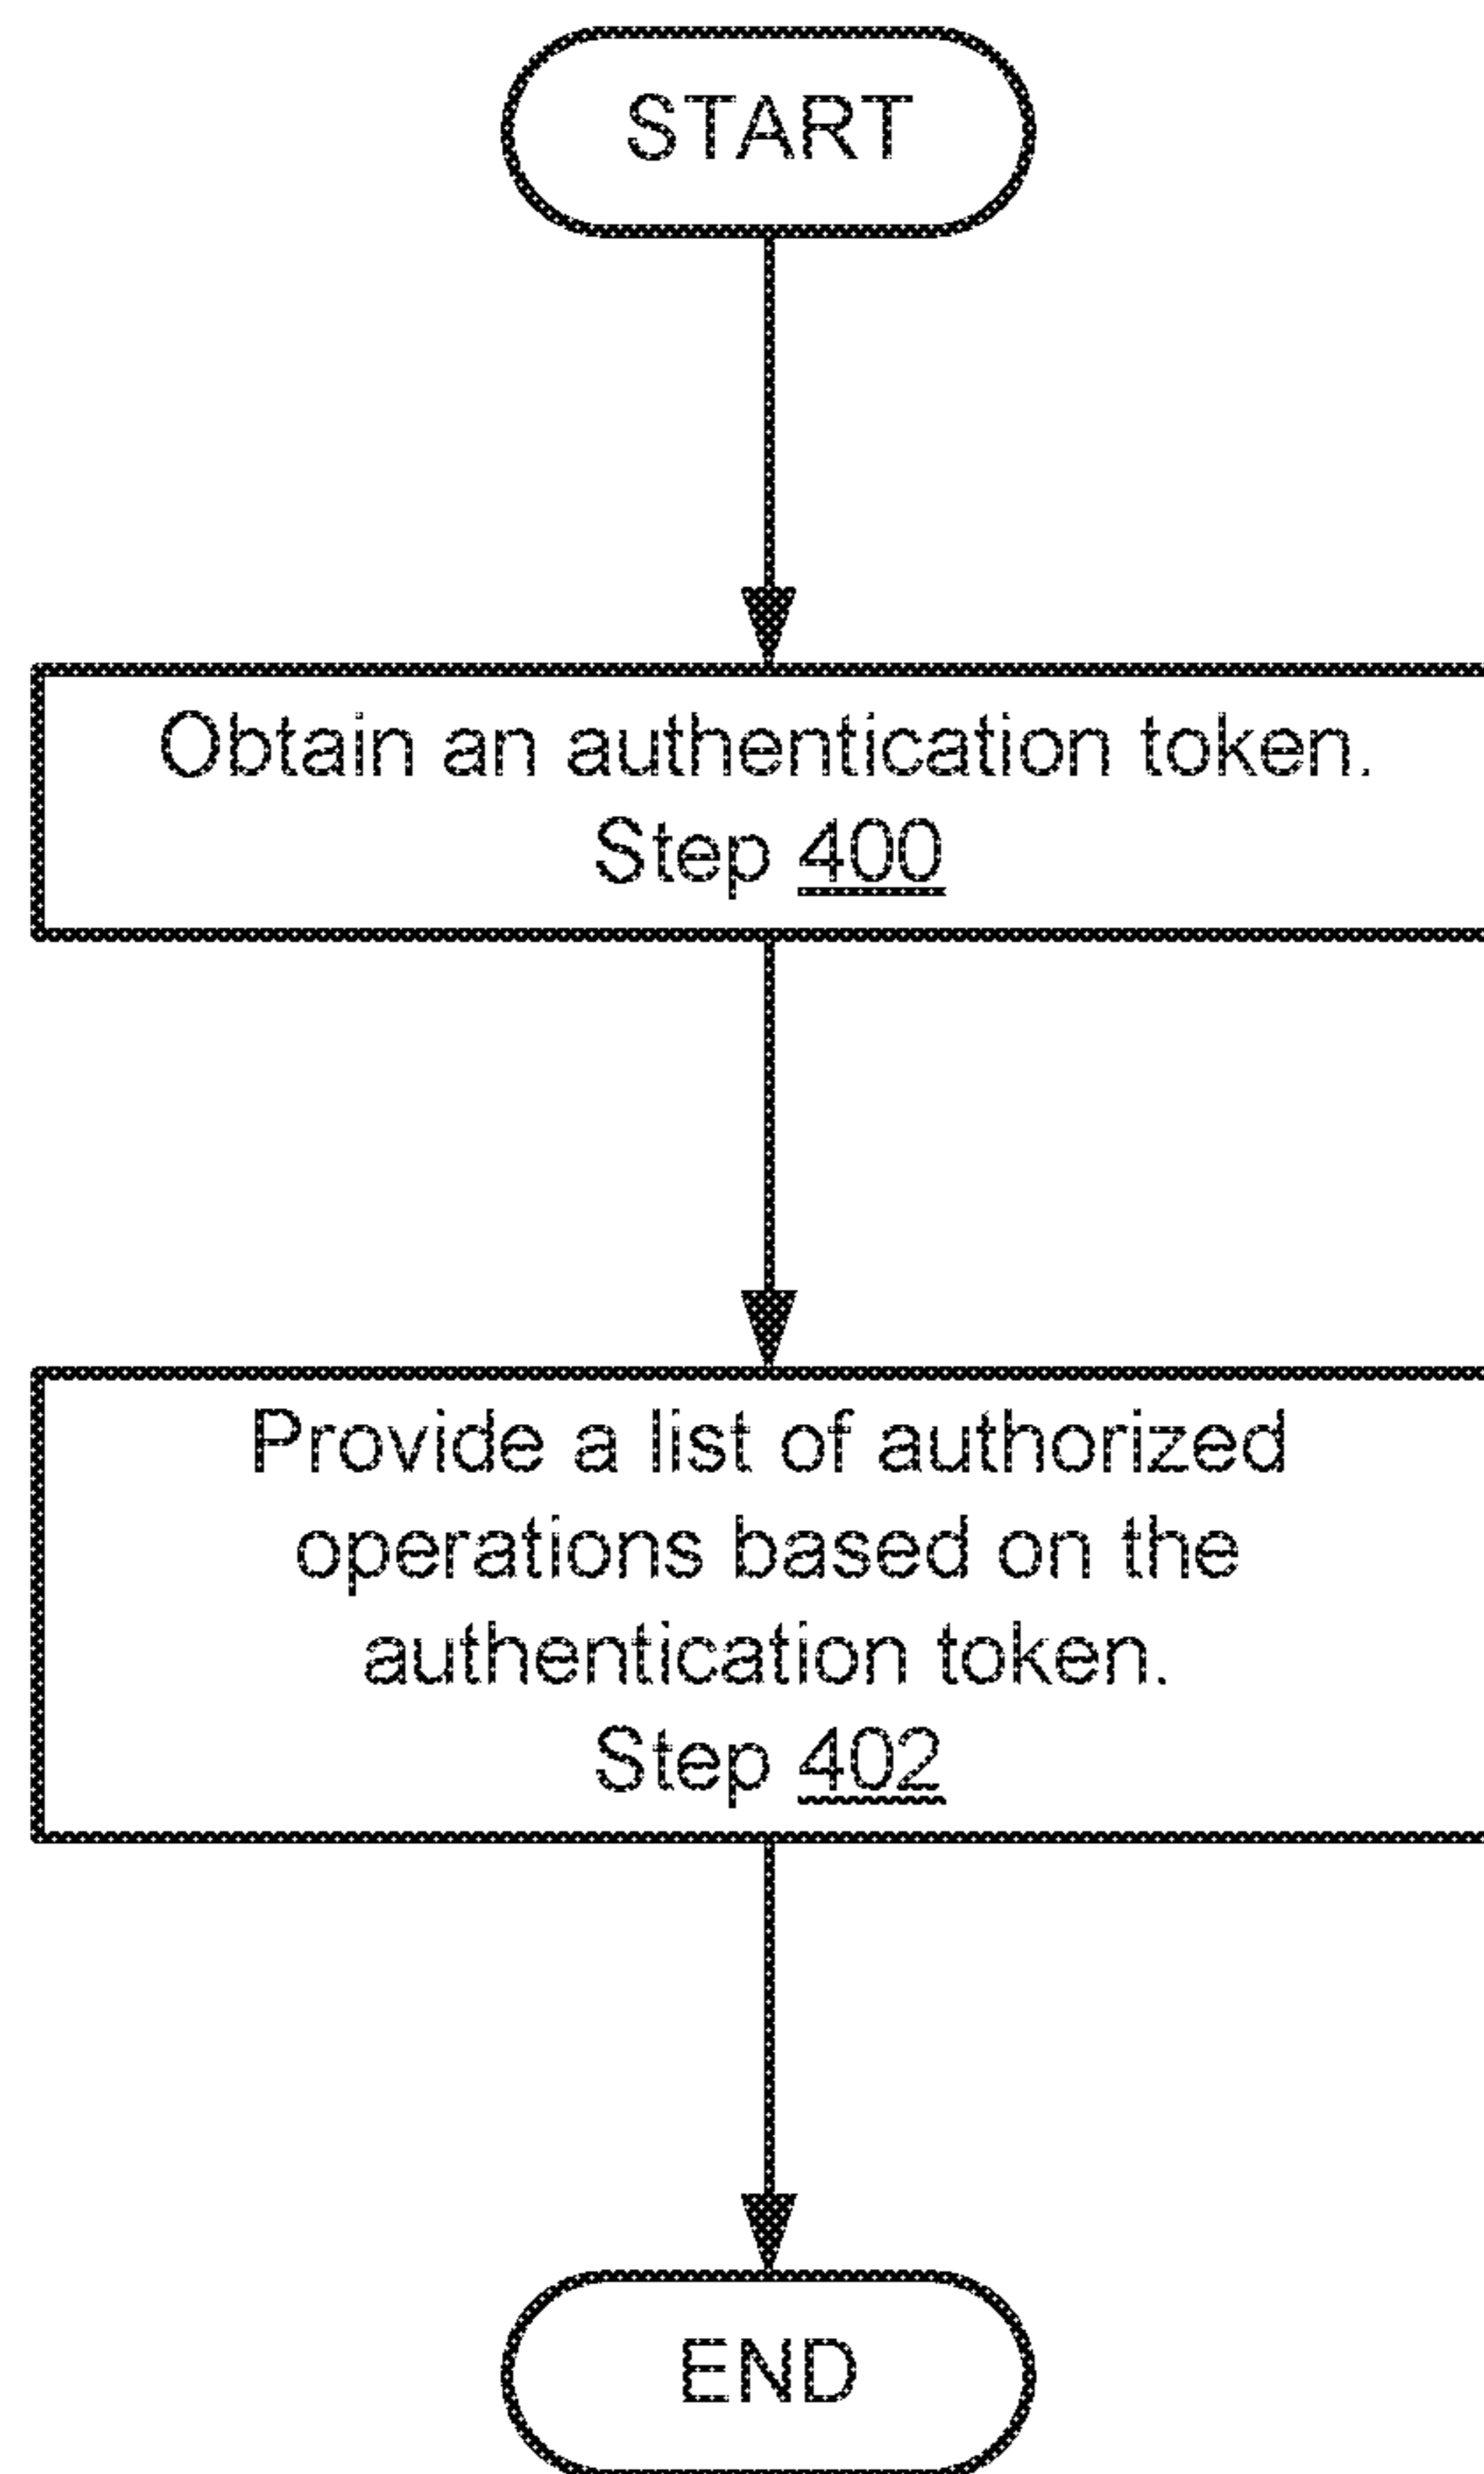 START
Obtain an authentication token.
Step 400
Provide a list of authorized
operations based on the
authentication token.
Step 402
END